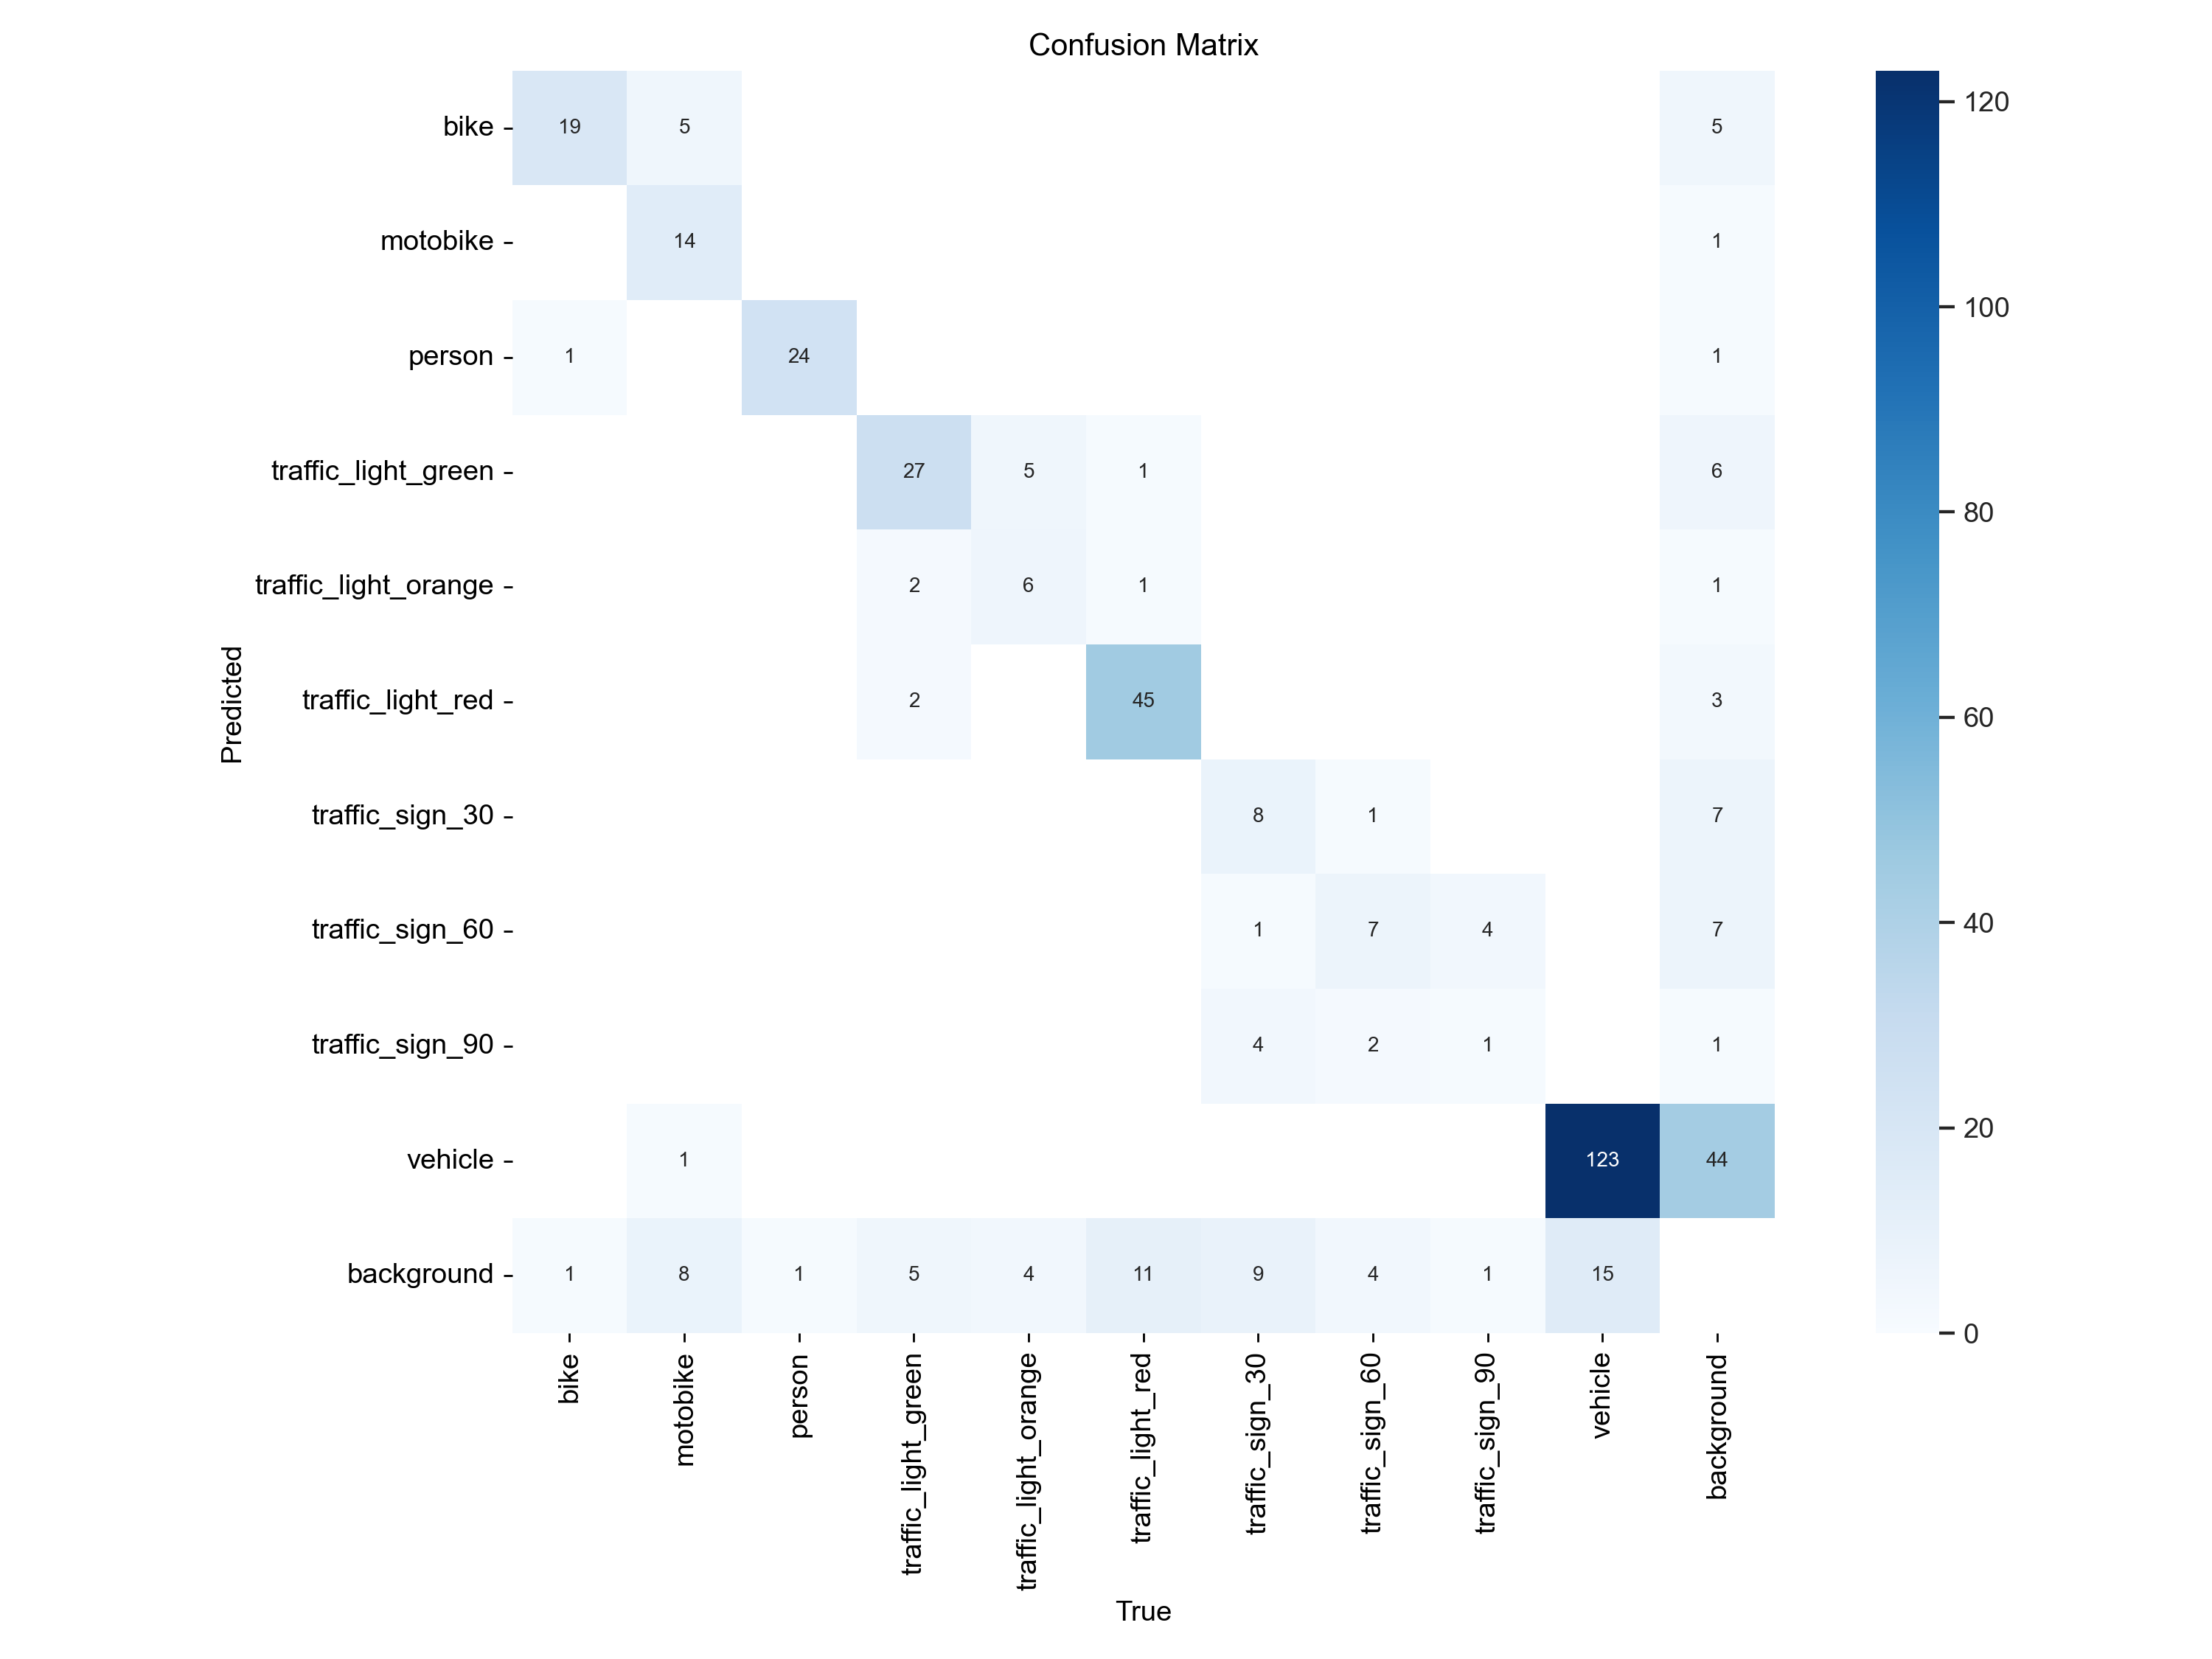 Confusion Matrix
bike 19 5 5
motobike 14 1
person 1 24 1
traffic_light_green 27 5 1 6
traffic_light_orange 2 6 1 1
traffic_light_red 2 45 3
traffic_sign_30 8 1 7
traffic_sign_60 1 7 4 7
traffic_sign_90 4 2 1 1
vehicle 1 123 44
background 1 8 1 5 4 11 9 4 1 15
Predicted
bike
motobike
person
traffic_light_green
traffic_light_orange
traffic_light_red
traffic_sign_30
traffic_sign_60
traffic_sign_90
vehicle
background
True
120
100
80
60
40
20
0